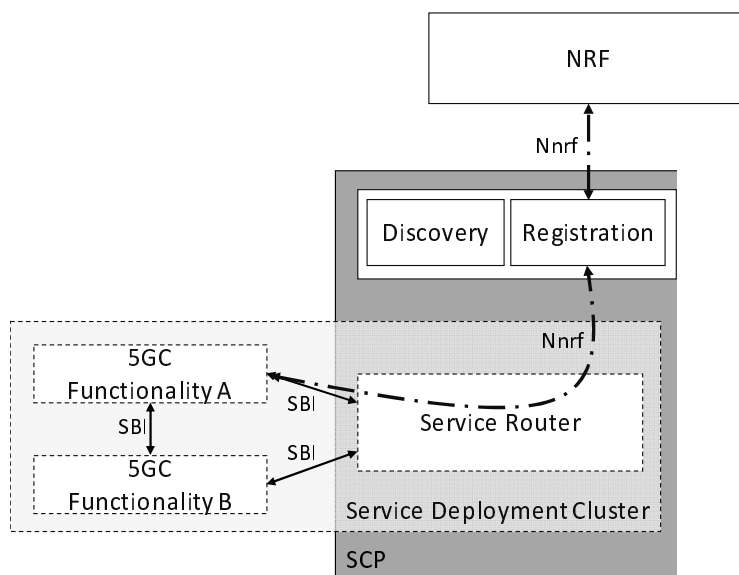 NRF
Nnrf
Discovery
Registration
Nnrf
5GC
Functionality A
SBI
SBI
Service Router
SBI
5GC
Functionality B
Service Deployment Cluster
SCP